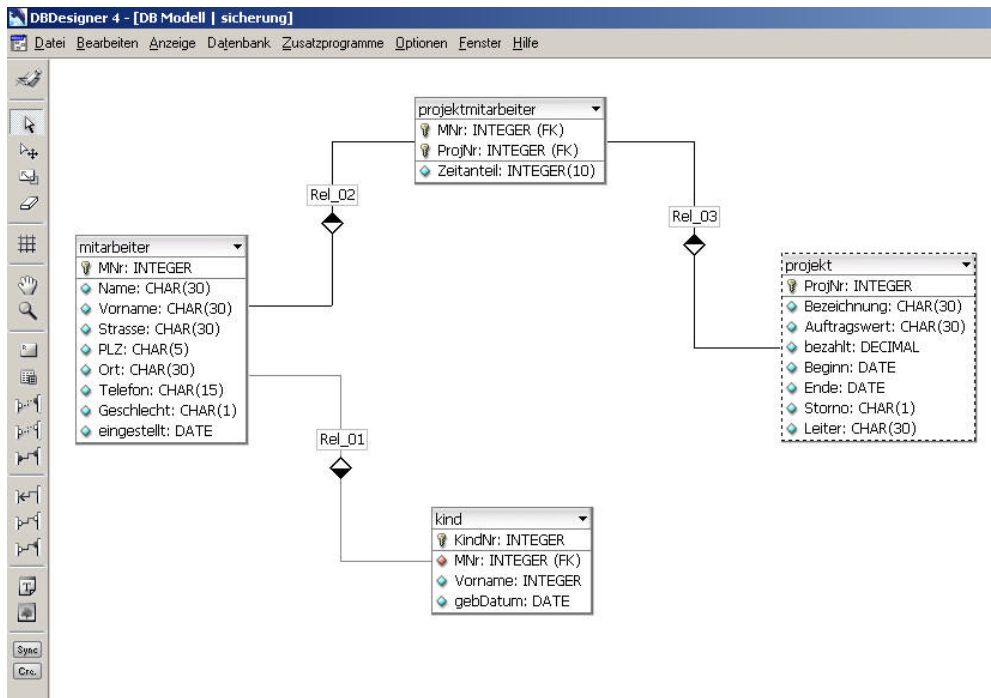 DBDesigner 4 - [DB Modell | sicherung]
Datei Bearbeiten Anzeige Datenbank Zusatzprogramme Optionen Fenster Hilfe
projektmitarbeiter
MNr: INTEGER (FK)
ProjNr: INTEGER (FK)
Zeitanteil: INTEGER(10)
Rel_02
Rel_03
mitarbeiter
MNr: INTEGER
Name: CHAR(30)
Vorname: CHAR(30)
Strasse: CHAR(30)
PLZ: CHAR(5)
Ort: CHAR(30)
Telefon: CHAR(15)
Geschlecht: CHAR(1)
eingestellt: DATE
projekt
ProjNr: INTEGER
Bezeichnung: CHAR(30)
Auftragswert: CHAR(30)
bezahlt: DECIMAL
Beginn: DATE
Ende: DATE
Storno: CHAR(1)
Leiter: CHAR(30)
Rel_01
kind
KindNr: INTEGER
MNr: INTEGER (FK)
Vorname: INTEGER
gebDatum: DATE
Sync
Cre.